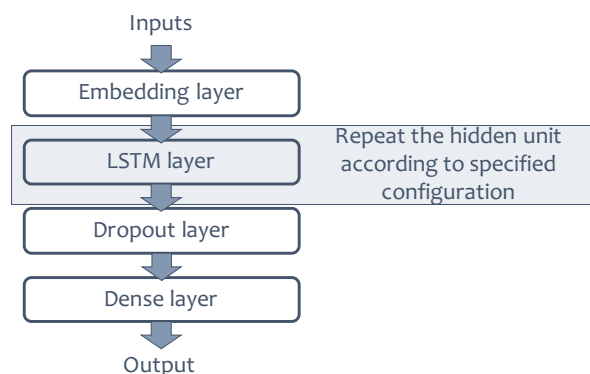 Inputs
Embedding layer
LSTM layer
Repeat the hidden unit
according to specified
configuration
Dropout layer
Dense layer
Output